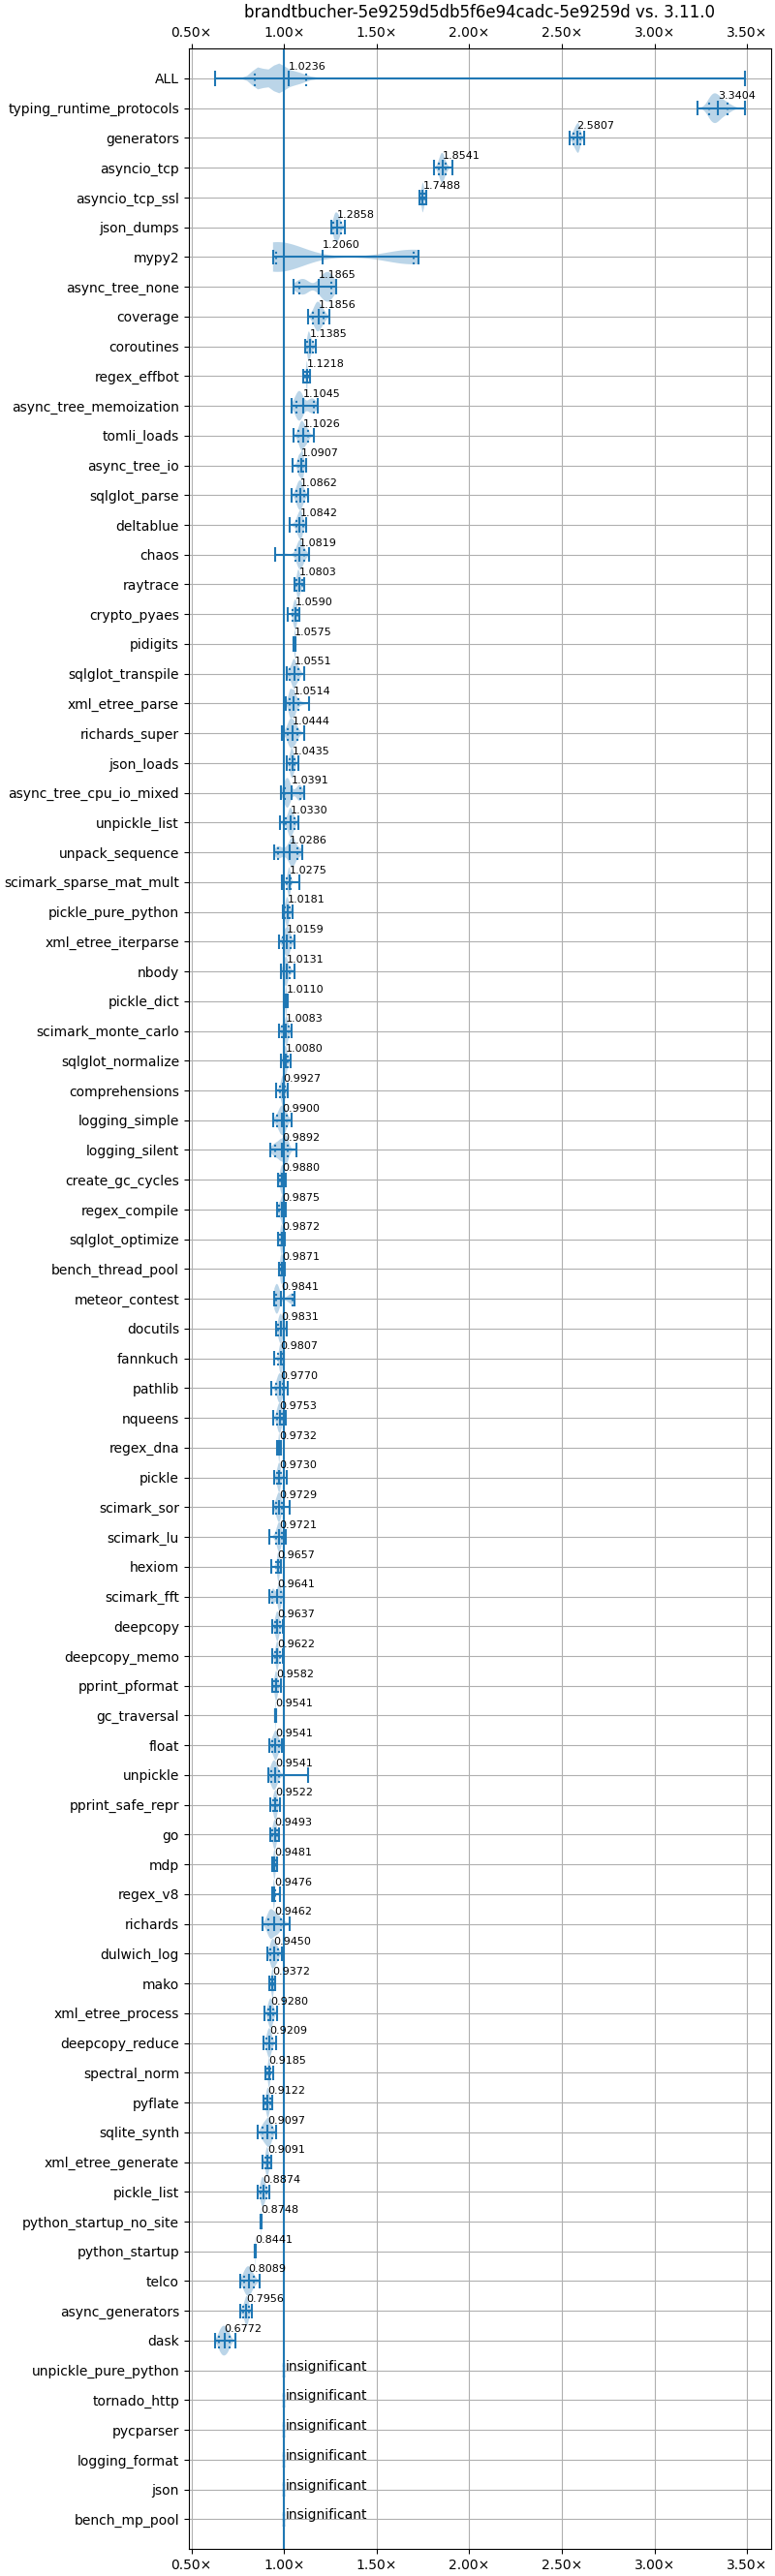 brandtbucher-5e9259d5db5f6e94cadc-5e9259d vs. 3.11.0
0.50× 1.00× 1.50× 2.00× 2.50× 3.00× 3.50×
ALL 1.0236
typing_runtime_protocols 3.3404
generators 2.5807
asyncio_tcp 1.8541
asyncio_tcp_ssl 1.7488
json_dumps 1.2858
mypy2 1.2060
async_tree_none 1.1865
coverage 1.1856
coroutines 1.1385
regex_effbot 1.1218
async_tree_memoization 1.1045
tomli_loads 1.1026
async_tree_io 1.0907
sqlglot_parse 1.0862
deltablue 1.0842
chaos 1.0819
raytrace 1.0803
crypto_pyaes 1.0590
pidigits 1.0575
sqlglot_transpile 1.0551
xml_etree_parse 1.0514
richards_super 1.0444
json_loads 1.0435
async_tree_cpu_io_mixed 1.0391
unpickle_list 1.0330
unpack_sequence 1.0286
scimark_sparse_mat_mult 1.0275
pickle_pure_python 1.0181
xml_etree_iterparse 1.0159
nbody 1.0131
pickle_dict 1.0110
scimark_monte_carlo 1.0083
sqlglot_normalize 1.0080
comprehensions 0.9927
logging_simple 0.9900
logging_silent 0.9892
create_gc_cycles 0.9880
regex_compile 0.9875
sqlglot_optimize 0.9872
bench_thread_pool 0.9871
meteor_contest 0.9841
docutils 0.9831
fannkuch 0.9807
pathlib 0.9770
nqueens 0.9753
regex_dna 0.9732
pickle 0.9730
scimark_sor 0.9729
scimark_lu 0.9721
hexiom 0.9657
scimark_fft 0.9641
deepcopy 0.9637
deepcopy_memo 0.9622
pprint_pformat 0.9582
gc_traversal 0.9541
float 0.9541
unpickle 0.9541
pprint_safe_repr 0.9522
go 0.9493
mdp 0.9481
regex_v8 0.9476
richards 0.9462
dulwich_log 0.9450
mako 0.9372
xml_etree_process 0.9280
deepcopy_reduce 0.9209
spectral_norm 0.9185
pyflate 0.9122
sqlite_synth 0.9097
xml_etree_generate 0.9091
pickle_list 0.8874
python_startup_no_site 0.8748
python_startup 0.8441
telco 0.8089
async_generators 0.7956
dask 0.6772
unpickle_pure_python insignificant
tornado_http insignificant
pycparser insignificant
logging_format insignificant
json insignificant
bench_mp_pool insignificant
0.50× 1.00× 1.50× 2.00× 2.50× 3.00× 3.50×